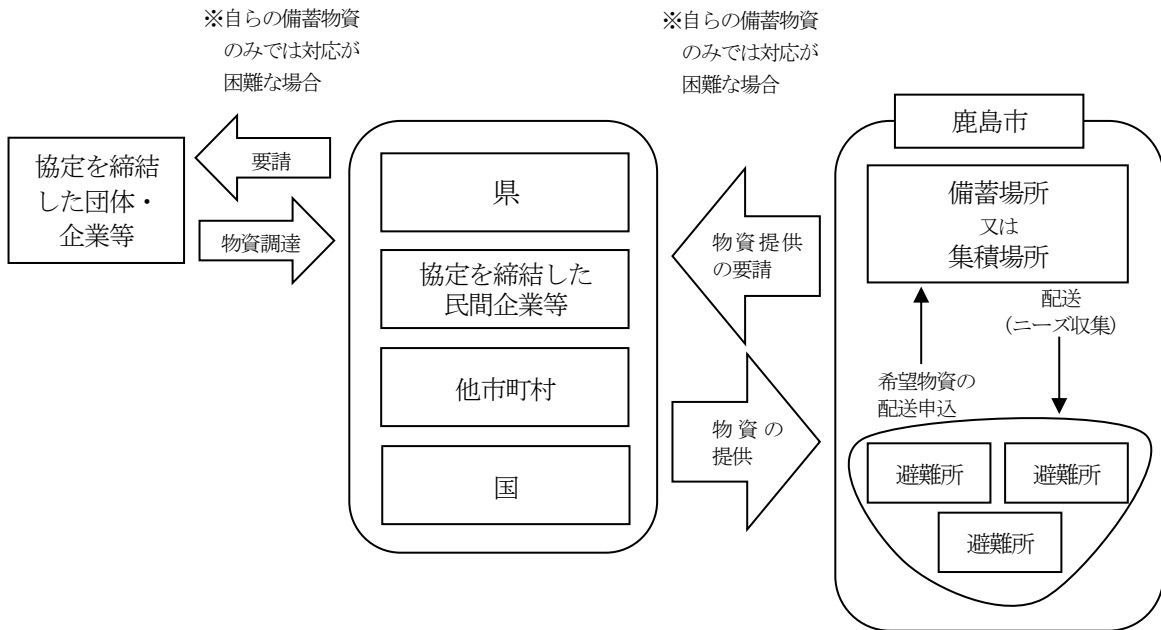 ※自らの備蓄物資
のみでは対応が
困難な場合
※自らの備蓄物資
のみでは対応が
困難な場合
協定を締結
した団体・
企業等
要請
物資調達
県
協定を締結した
民間企業等
他市町村
国
物資提供
の要請
物資の
提供
鹿島市
備蓄場所
又は
集積場所
配送
（ニーズ収集）
希望物資の
配送申込
避難所
避難所
避難所